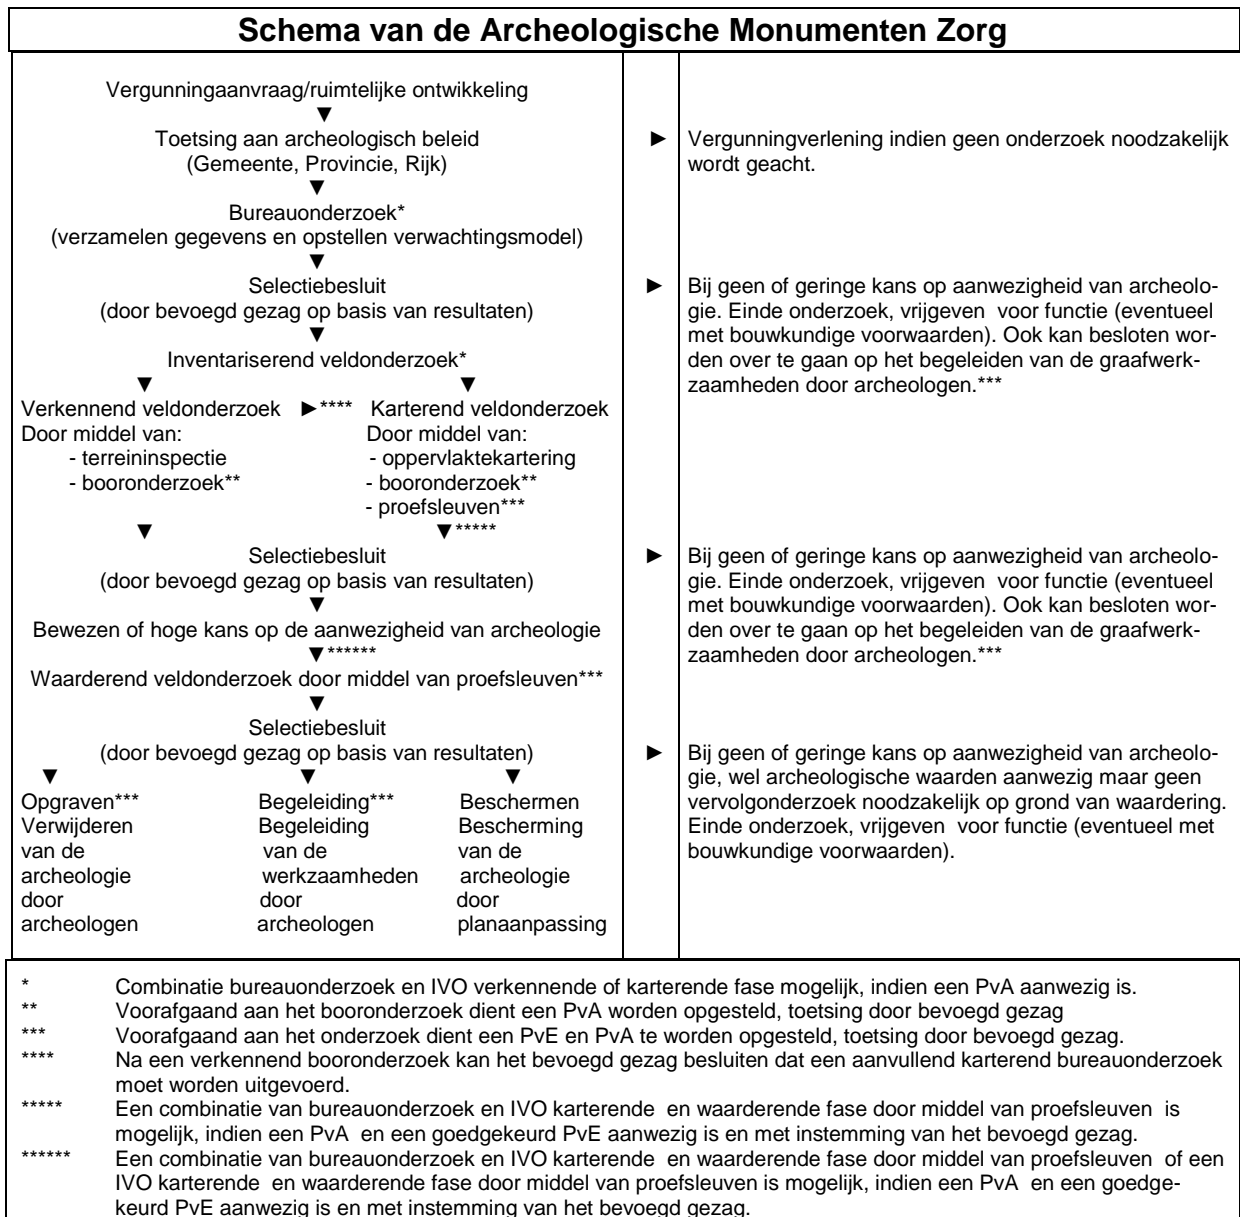 Schema van de Archeologische Monumenten Zorg
Vergunningaanvraag/ruimtelijke ontwikkeling
▼
Toetsing aan archeologisch beleid
(Gemeente, Provincie, Rijk)
► Vergunningverlening indien geen onderzoek noodzakelijk
wordt geacht.
▼
Bureauonderzoek*
(verzamelen gegevens en opstellen verwachtingsmodel)
▼
Selectiebesluit
(door bevoegd gezag op basis van resultaten)
► Bij geen of geringe kans op aanwezigheid van archeolo-
gie. Einde onderzoek, vrijgeven voor functie (eventueel
met bouwkundige voorwaarden). Ook kan besloten wor-
den over te gaan op het begeleiden van de graafwerk-
zaamheden door archeologen.***
▼
Inventariserend veldonderzoek*
▼ ▼
Verkennend veldonderzoek ►**** Karterend veldonderzoek
Door middel van: Door middel van:
- terreininspectie - oppervlaktekartering
- booronderzoek** - booronderzoek**
- proefsleuven***
▼ ▼*****
Selectiebesluit
(door bevoegd gezag op basis van resultaten)
► Bij geen of geringe kans op aanwezigheid van archeolo-
gie. Einde onderzoek, vrijgeven voor functie (eventueel
met bouwkundige voorwaarden). Ook kan besloten wor-
den over te gaan op het begeleiden van de graafwerk-
zaamheden door archeologen.***
▼
Bewezen of hoge kans op de aanwezigheid van archeologie
▼******
Waarderend veldonderzoek door middel van proefsleuven***
▼
Selectiebesluit
(door bevoegd gezag op basis van resultaten)
► Bij geen of geringe kans op aanwezigheid van archeolo-
gie, wel archeologische waarden aanwezig maar geen
vervolgonderzoek noodzakelijk op grond van waardering.
Einde onderzoek, vrijgeven voor functie (eventueel met
bouwkundige voorwaarden).
▼ ▼ ▼
Opgraven*** Begeleiding*** Beschermen
Verwijderen Begeleiding Bescherming
van de van de van de
archeologie werkzaamheden archeologie
door door door
archeologen archeologen planaanpassing
* Combinatie bureauonderzoek en IVO verkennende of karterende fase mogelijk, indien een PvA aanwezig is.
** Voorafgaand aan het booronderzoek dient een PvA worden opgesteld, toetsing door bevoegd gezag
*** Voorafgaand aan het onderzoek dient een PvE en PvA te worden opgesteld, toetsing door bevoegd gezag.
**** Na een verkennend booronderzoek kan het bevoegd gezag besluiten dat een aanvullend karterend bureauonderzoek
moet worden uitgevoerd.
***** Een combinatie van bureauonderzoek en IVO karterende en waarderende fase door middel van proefsleuven is
mogelijk, indien een PvA en een goedgekeurd PvE aanwezig is en met instemming van het bevoegd gezag.
****** Een combinatie van bureauonderzoek en IVO karterende en waarderende fase door middel van proefsleuven of een
IVO karterende en waarderende fase door middel van proefsleuven is mogelijk, indien een PvA en een goedge-
keurd PvE aanwezig is en met instemming van het bevoegd gezag.